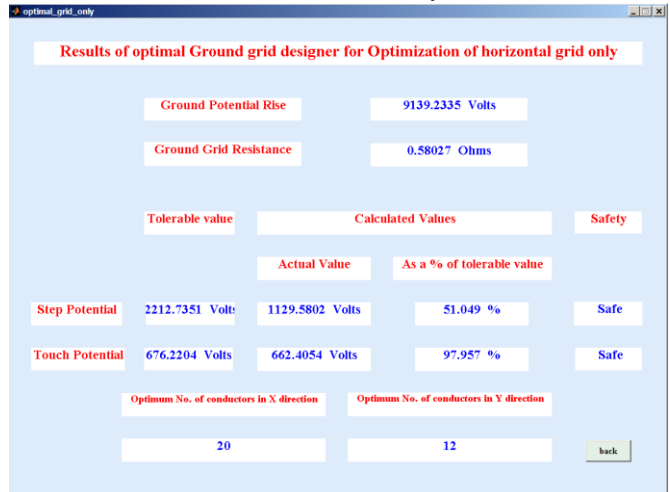 optimal_grid_only
Results of optimal Ground grid designer for Optimization of horizontal grid only
Ground Potential Rise 9139.2335 Volts
Ground Grid Resistance 0.58027 Ohms
Tolerable value Calculated Values Safety
Actual Value As a % of tolerable value
Step Potential 2212.7351 Volts 1129.5802 Volts 51.049 % Safe
Touch Potential 676.2204 Volts 662.4054 Volts 97.957 % Safe
Optimum No. of conductors in X direction Optimum No. of conductors in Y direction
20 12 back